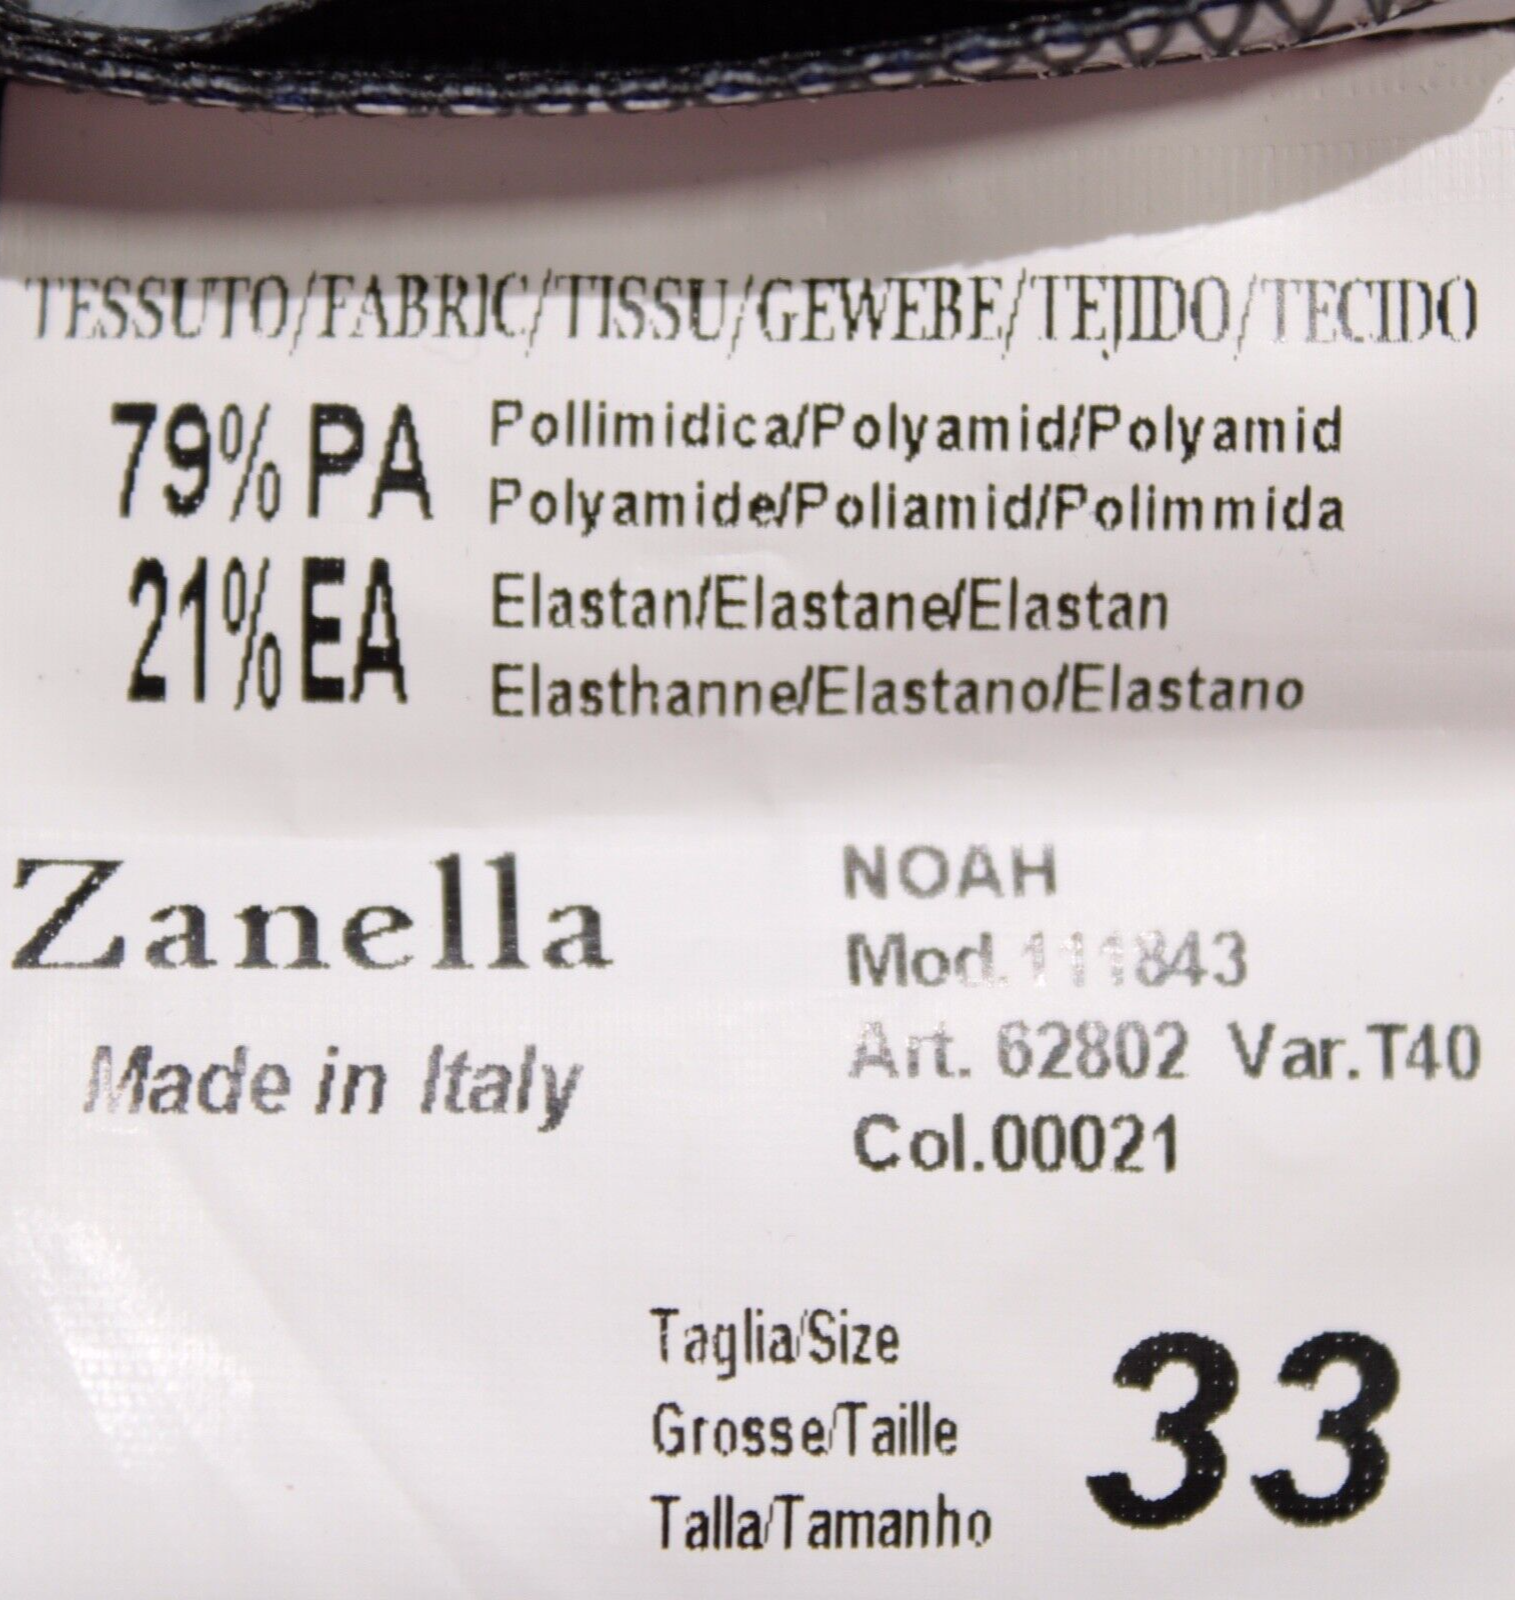 TESSUTO/FABRIC/TISSU/GEWEBE/TEJIDO/TECIDO
79% PA Pollimidica/Polyamid/Polyamid
Polyamide/Poliamid/Polimmida
21% EA Elastan/Elastane/Elastan
Elasthanne/Elastano/Elastano
Zanella
Made in Italy
NOAH
Mod.111843
Art. 62802 Var.T40
Col.00021
Taglia/Size
Grosse/Taille
Talla/Tamanho
33